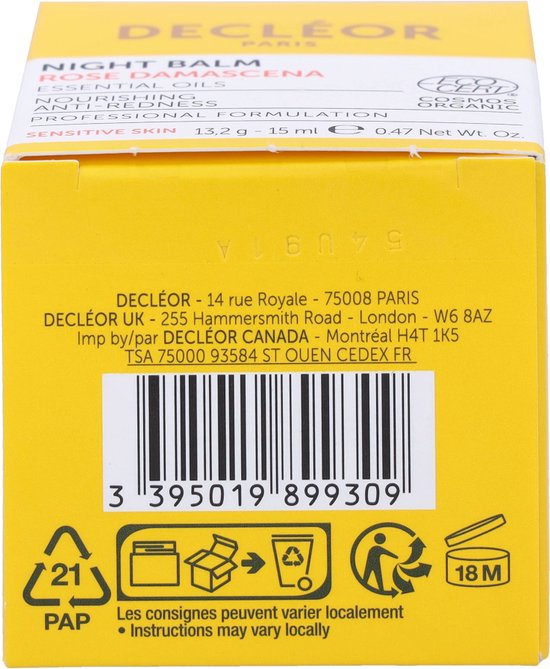 DECLÉOR
PARIS
NIGHT BALM
ROSE DAMASCENA
ESSENTIAL OILS
NOURISHING
ANTI-REDNESS
PROFESSIONAL FORMULATION
SENSITIVE SKIN 13,2 g - 15 ml e 0.47 Net Wt. Oz.
ECO
CERT®
COSMOS
ORGANIC
54U91A
DECLÉOR - 14 rue Royale - 75008 PARIS
DECLÉOR UK - 255 Hammersmith Road - London - W6 8AZ
Imp by/par DECLÉOR CANADA - Montréal H4T 1K5
TSA 75000 93584 ST OUEN CEDEX FR
3 395019 899309
21
PAP
Les consignes peuvent varier localement
• Instructions may vary locally
18 M